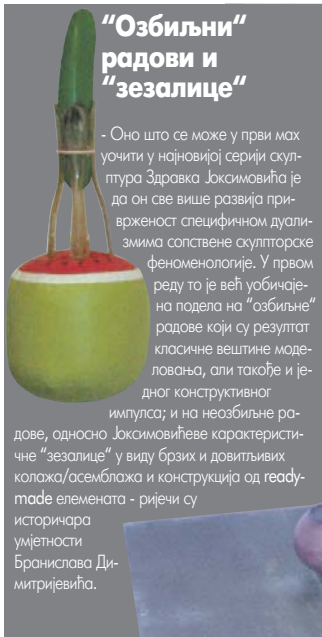 “Озбиљни“
радови и
“зезалице“
- Оно што се може у први мах
уочити у најновијој серији скул-
птура Здравка Јоксимовића је
да он све више развија при-
врженост специфичном дуали-
змима сопствене скулпторске
феноменологије. У првом
реду то је већ уобичаје-
на подела на “озбиљне“
радове који су резултат
класичне вештине моде-
ловања, али такође и је-
дног конструктивног
импулса; и на неозбиљне ра-
дове, односно Јоксимовићеве карактеристи-
чне “зезалице“ у виду брзих и довитљивих
колажа/асемблажа и конструкција од ready-
made елемената - ријечи су
историчара
умјетности
Бранислава Ди-
митријевића.